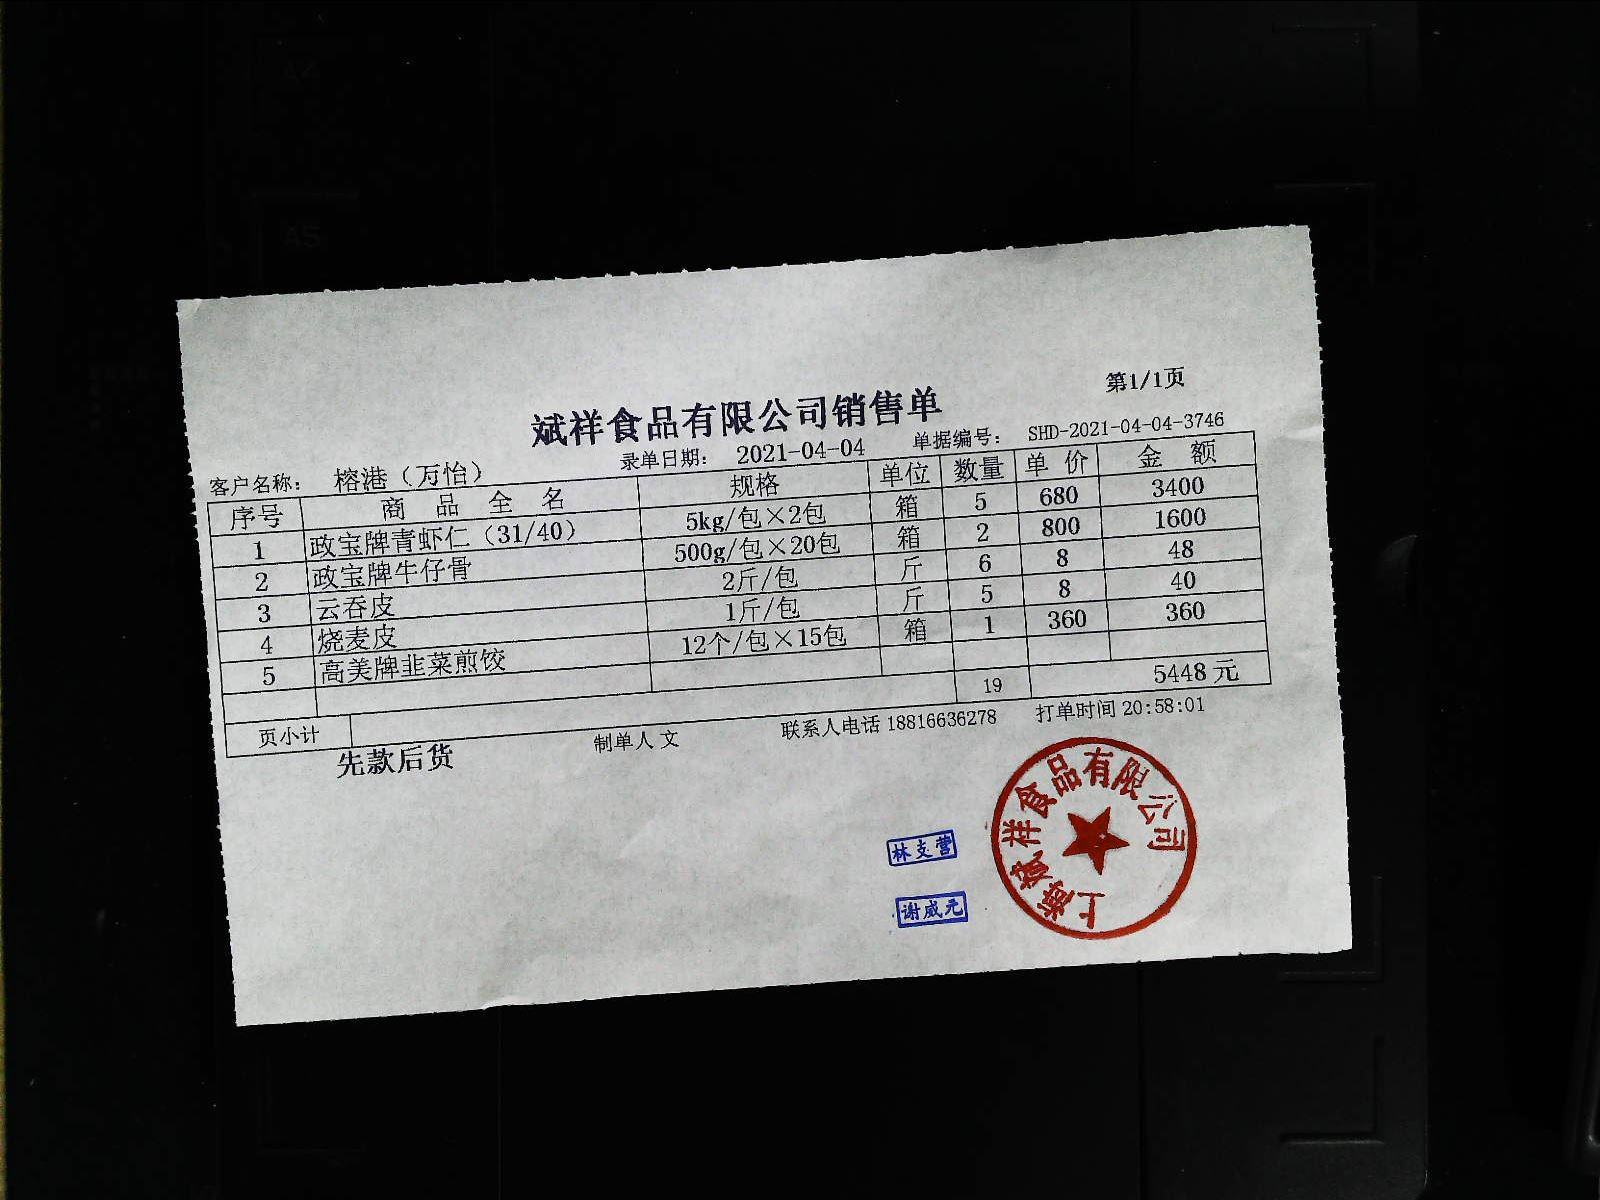 第1/1页
斌祥食品有限公司销售单
客户名称： 榕港（万怡） 录单日期： 2021-04-04 单据编号： SHD-2021-04-04-3746
序号 商品全名 规格 单位 数量 单价 金额
1 政宝牌青虾仁（31/40） 5kg/包×2包 箱 5 680 3400
2 政宝牌牛仔骨 500g/包×20包 箱 2 800 1600
3 云吞皮 2斤/包 斤 6 8 48
4 烧麦皮 1斤/包 斤 5 8 40
5 高美牌韭菜煎饺 12个/包×15包 箱 1 360 360
页小计 19 5448 元
先款后货 制单人 文 联系人电话 18816636278 打单时间 20:58:01
上海斌祥食品有限公司
林支营
谢威元
A5